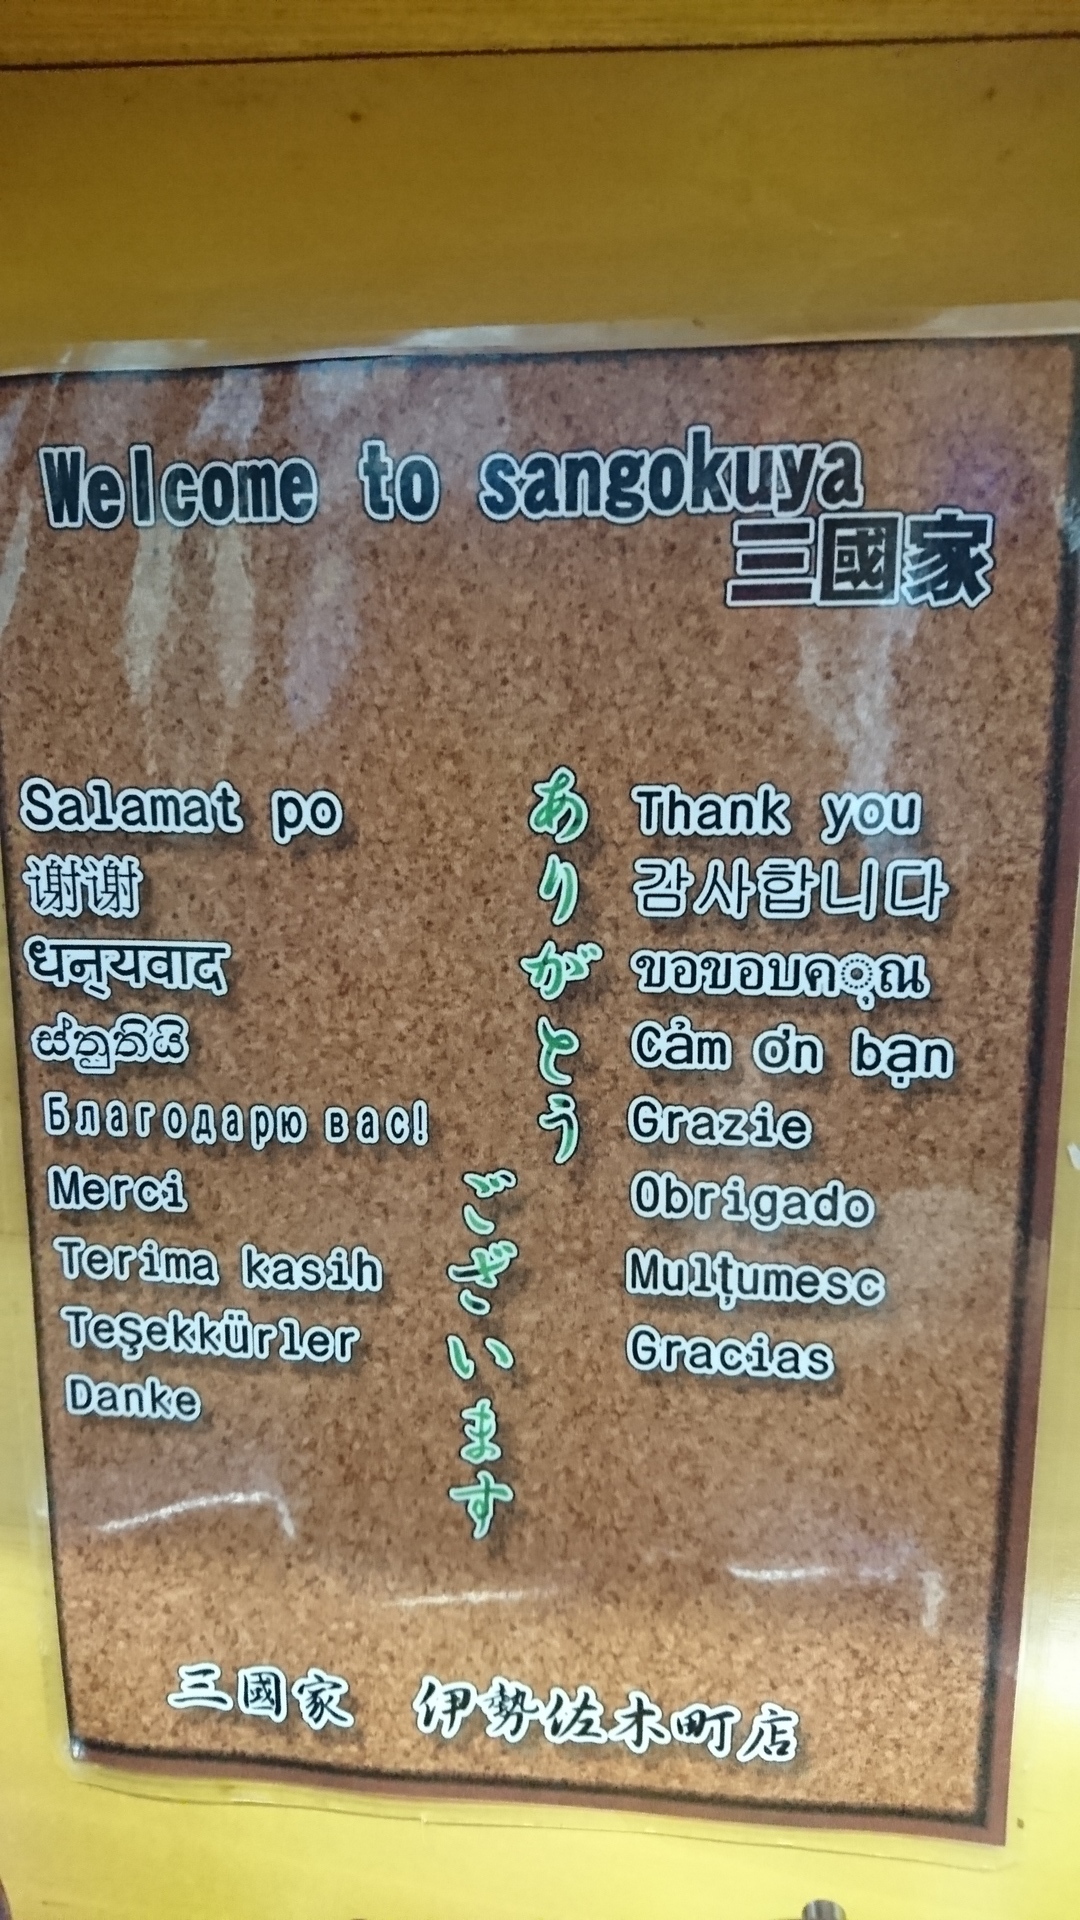 Welcome to sangokuya
三國家
Salamat po
谢谢
धन्यवाद
ස්තුතියි
Благодарю вас!
Merci
Terima kasih
Teşekkürler
Danke
ありがとう
ございます
Thank you
감사합니다
ขอขอบคุณ
Cảm ơn bạn
Grazie
Obrigado
Mulțumesc
Gracias
三國家 伊勢佐木町店